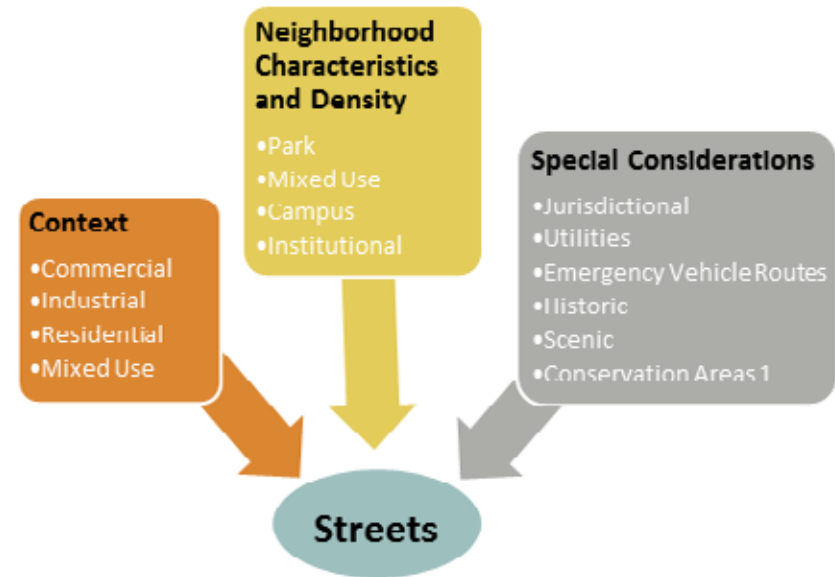 Neighborhood
Characteristics
and Density
•Park
•Mixed Use
•Campus
•Institutional
Special Considerations
•Jurisdictional
•Utilities
•Emergency Vehicle Routes
•Historic
•Scenic
•Conservation Areas 1
Context
•Commercial
•Industrial
•Residential
•Mixed Use
Streets